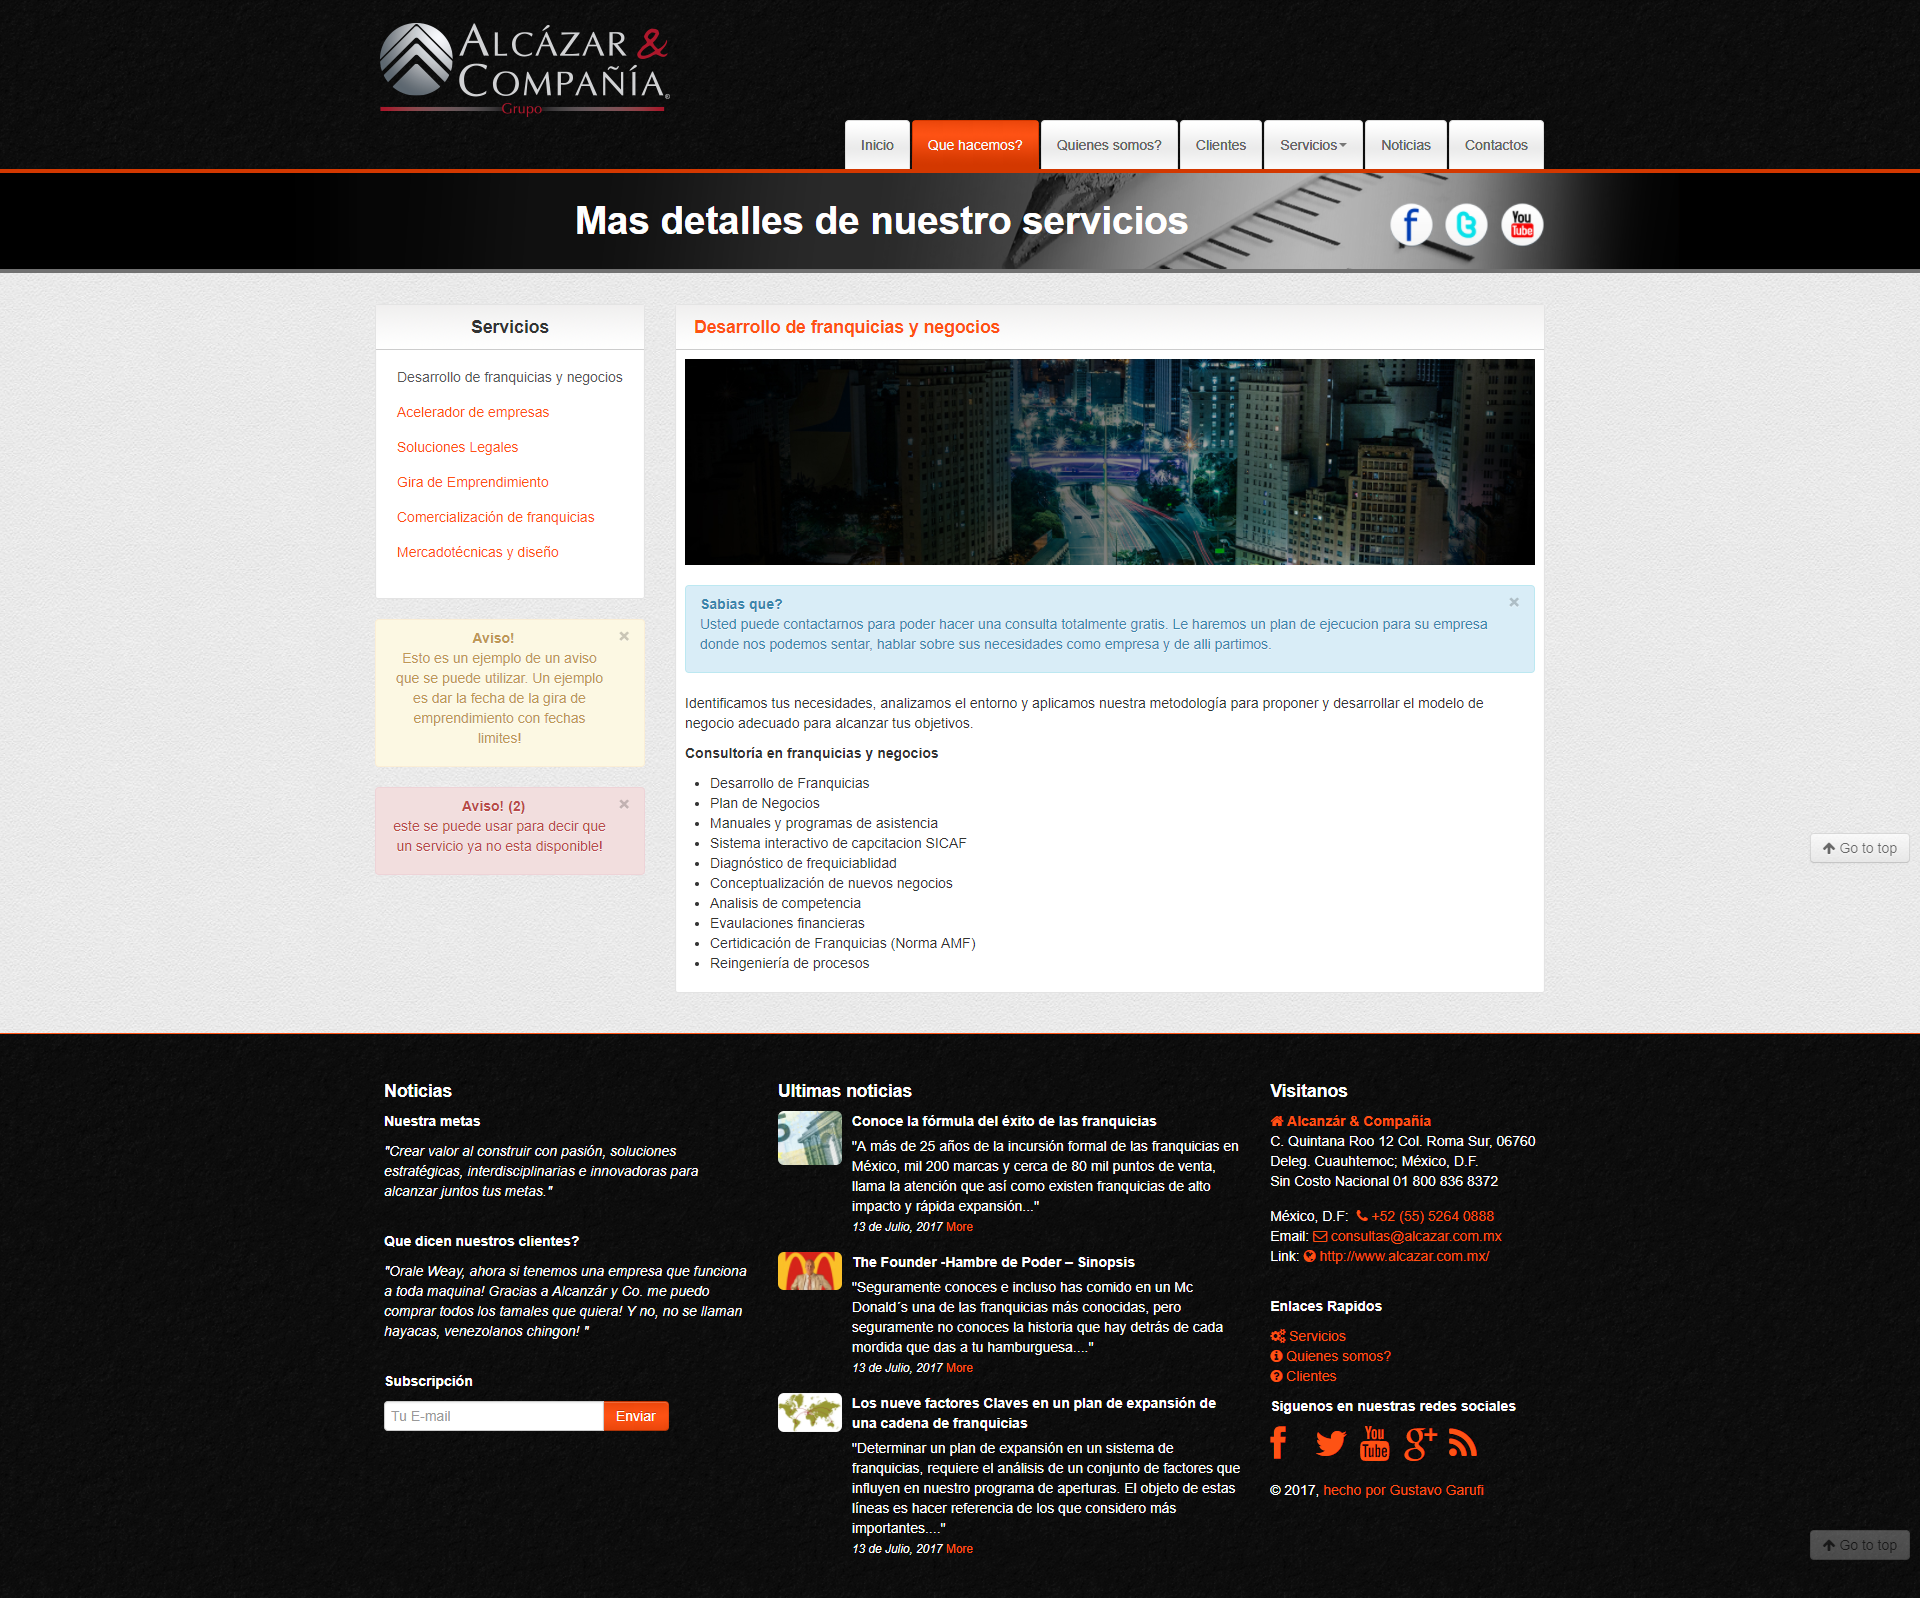 ALCÁZAR &
COMPAÑÍA®
Grupo
Inicio
Que hacemos?
Quienes somos?
Clientes
Servicios
Noticias
Contactos
Mas detalles de nuestro servicios
f
t
You
Tube
Servicios
Desarrollo de franquicias y negocios
Acelerador de empresas
Soluciones Legales
Gira de Emprendimiento
Comercialización de franquicias
Mercadotécnicas y diseño
Aviso!
×
Esto es un ejemplo de un aviso
que se puede utilizar. Un ejemplo
es dar la fecha de la gira de
emprendimiento con fechas
limites!
Aviso! (2)
×
este se puede usar para decir que
un servicio ya no esta disponible!
Desarrollo de franquicias y negocios
Sabias que?
×
Usted puede contactarnos para poder hacer una consulta totalmente gratis. Le haremos un plan de ejecucion para su empresa
donde nos podemos sentar, hablar sobre sus necesidades como empresa y de alli partimos.
Identificamos tus necesidades, analizamos el entorno y aplicamos nuestra metodología para proponer y desarrollar el modelo de
negocio adecuado para alcanzar tus objetivos.
Consultoría en franquicias y negocios
• Desarrollo de Franquicias
• Plan de Negocios
• Manuales y programas de asistencia
• Sistema interactivo de capcitacion SICAF
• Diagnóstico de frequiciablidad
• Conceptualización de nuevos negocios
• Analisis de competencia
• Evaulaciones financieras
• Certidicación de Franquicias (Norma AMF)
• Reingeniería de procesos
Go to top
Noticias
Nuestra metas
"Crear valor al construir con pasión, soluciones
estratégicas, interdisciplinarias e innovadoras para
alcanzar juntos tus metas."
Que dicen nuestros clientes?
"Orale Weay, ahora si tenemos una empresa que funciona
a toda maquina! Gracias a Alcanzár y Co. me puedo
comprar todos los tamales que quiera! Y no, no se llaman
hayacas, venezolanos chingon! "
Subscripción
Tu E-mail
Enviar
Ultimas noticias
Conoce la fórmula del éxito de las franquicias
"A más de 25 años de la incursión formal de las franquicias en
México, mil 200 marcas y cerca de 80 mil puntos de venta,
llama la atención que así como existen franquicias de alto
impacto y rápida expansión..."
13 de Julio, 2017 More
The Founder -Hambre de Poder – Sinopsis
"Seguramente conoces e incluso has comido en un Mc
Donald´s una de las franquicias más conocidas, pero
seguramente no conoces la historia que hay detrás de cada
mordida que das a tu hamburguesa...."
13 de Julio, 2017 More
Los nueve factores Claves en un plan de expansión de
una cadena de franquicias
"Determinar un plan de expansión en un sistema de
franquicias, requiere el análisis de un conjunto de factores que
influyen en nuestro programa de aperturas. El objeto de estas
líneas es hacer referencia de los que considero más
importantes...."
13 de Julio, 2017 More
Visitanos
Alcanzár & Compañía
C. Quintana Roo 12 Col. Roma Sur, 06760
Deleg. Cuauhtemoc; México, D.F.
Sin Costo Nacional 01 800 836 8372
México, D.F: +52 (55) 5264 0888
Email: consultas@alcazar.com.mx
Link: http://www.alcazar.com.mx/
Enlaces Rapidos
Servicios
Quienes somos?
Clientes
Siguenos en nuestras redes sociales
You
Tube
g+
© 2017, hecho por Gustavo Garufi
Go to top